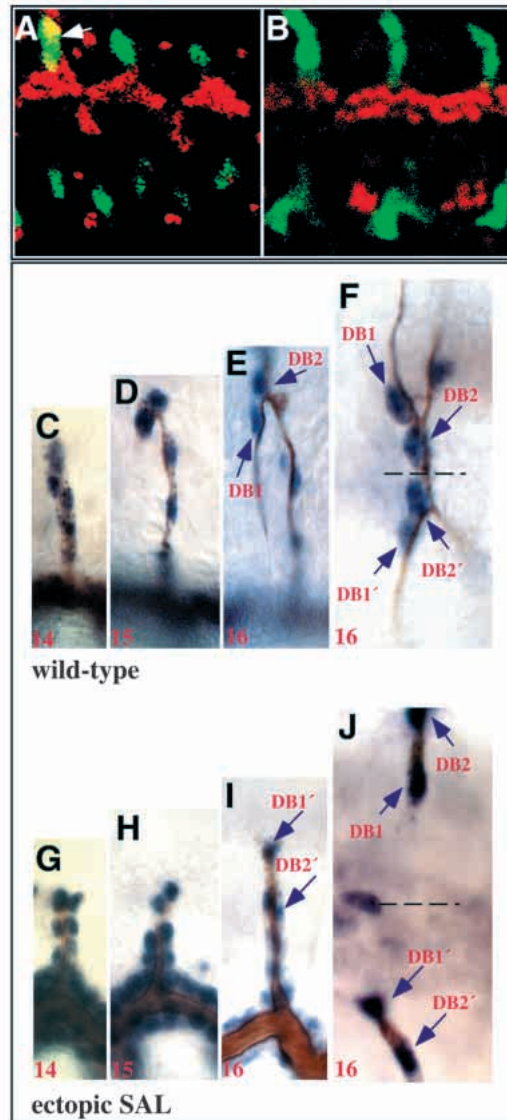 A
B
C
D
E
F
DB1
DB2
DB2
DB1
DB1´
DB2´
14
15
16
16
wild-type
G
H
I
J
DB1´
DB2´
DB2
DB1
DB1´
DB2´
14
15
16
16
ectopic SAL